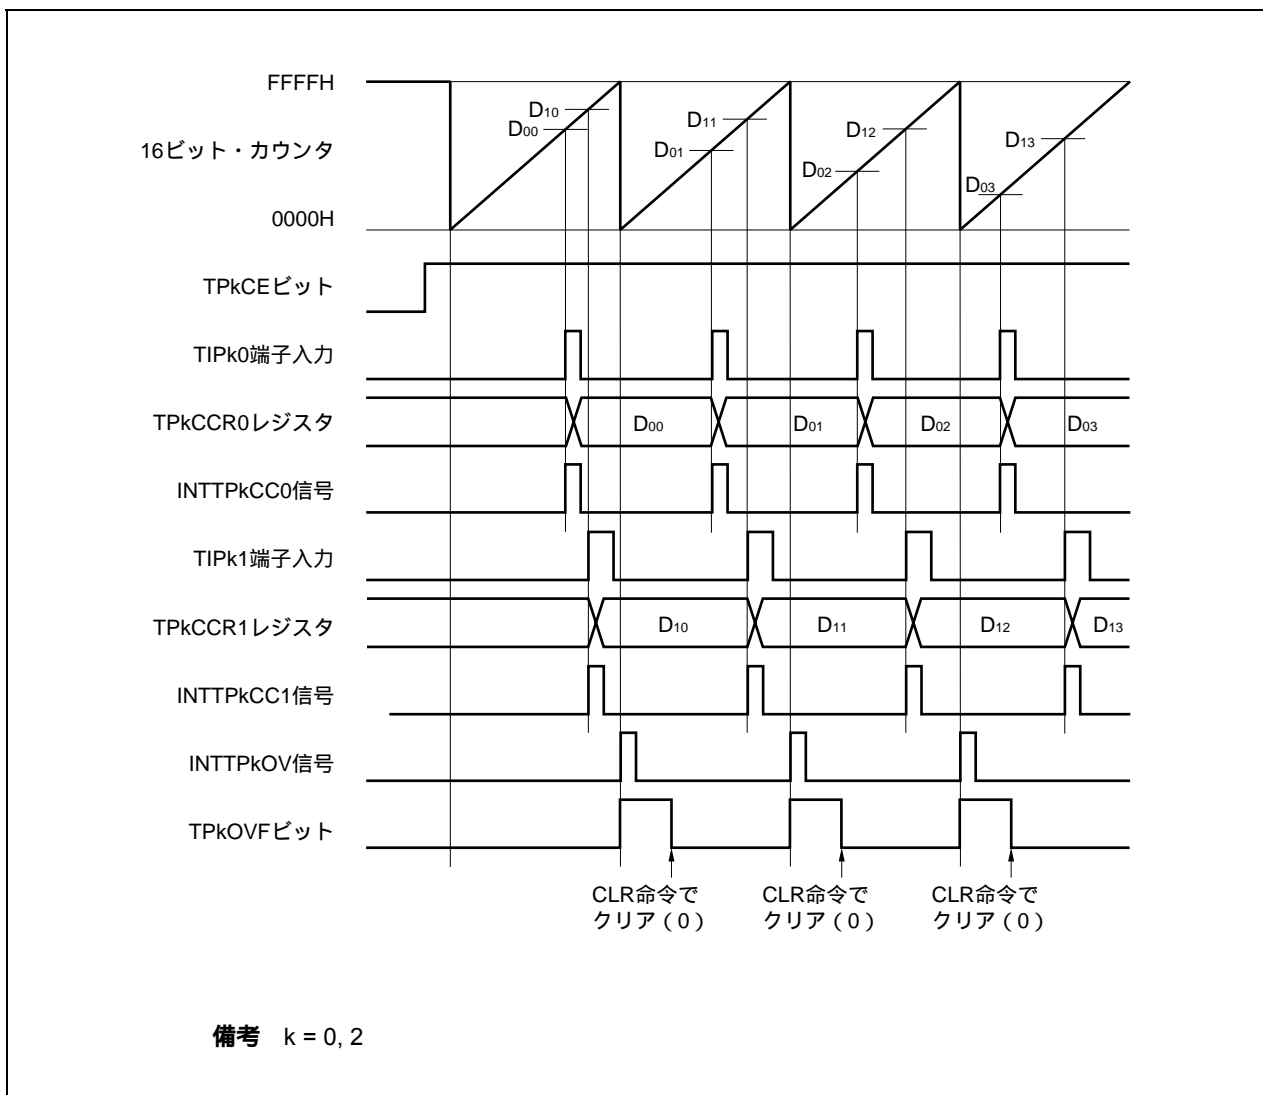 FFFFH
16ビット・カウンタ
0000H
D10
D00
D11
D01
D12
D02
D13
D03
TPkCEビット
TIPk0端子入力
TPkCCR0レジスタ
D00 D01 D02 D03
INTTPkCC0信号
TIPk1端子入力
TPkCCR1レジスタ
D10 D11 D12 D13
INTTPkCC1信号
INTTPkOV信号
TPkOVFビット
CLR命令で
クリア（0）
CLR命令で
クリア（0）
CLR命令で
クリア（0）
備考 k = 0, 2